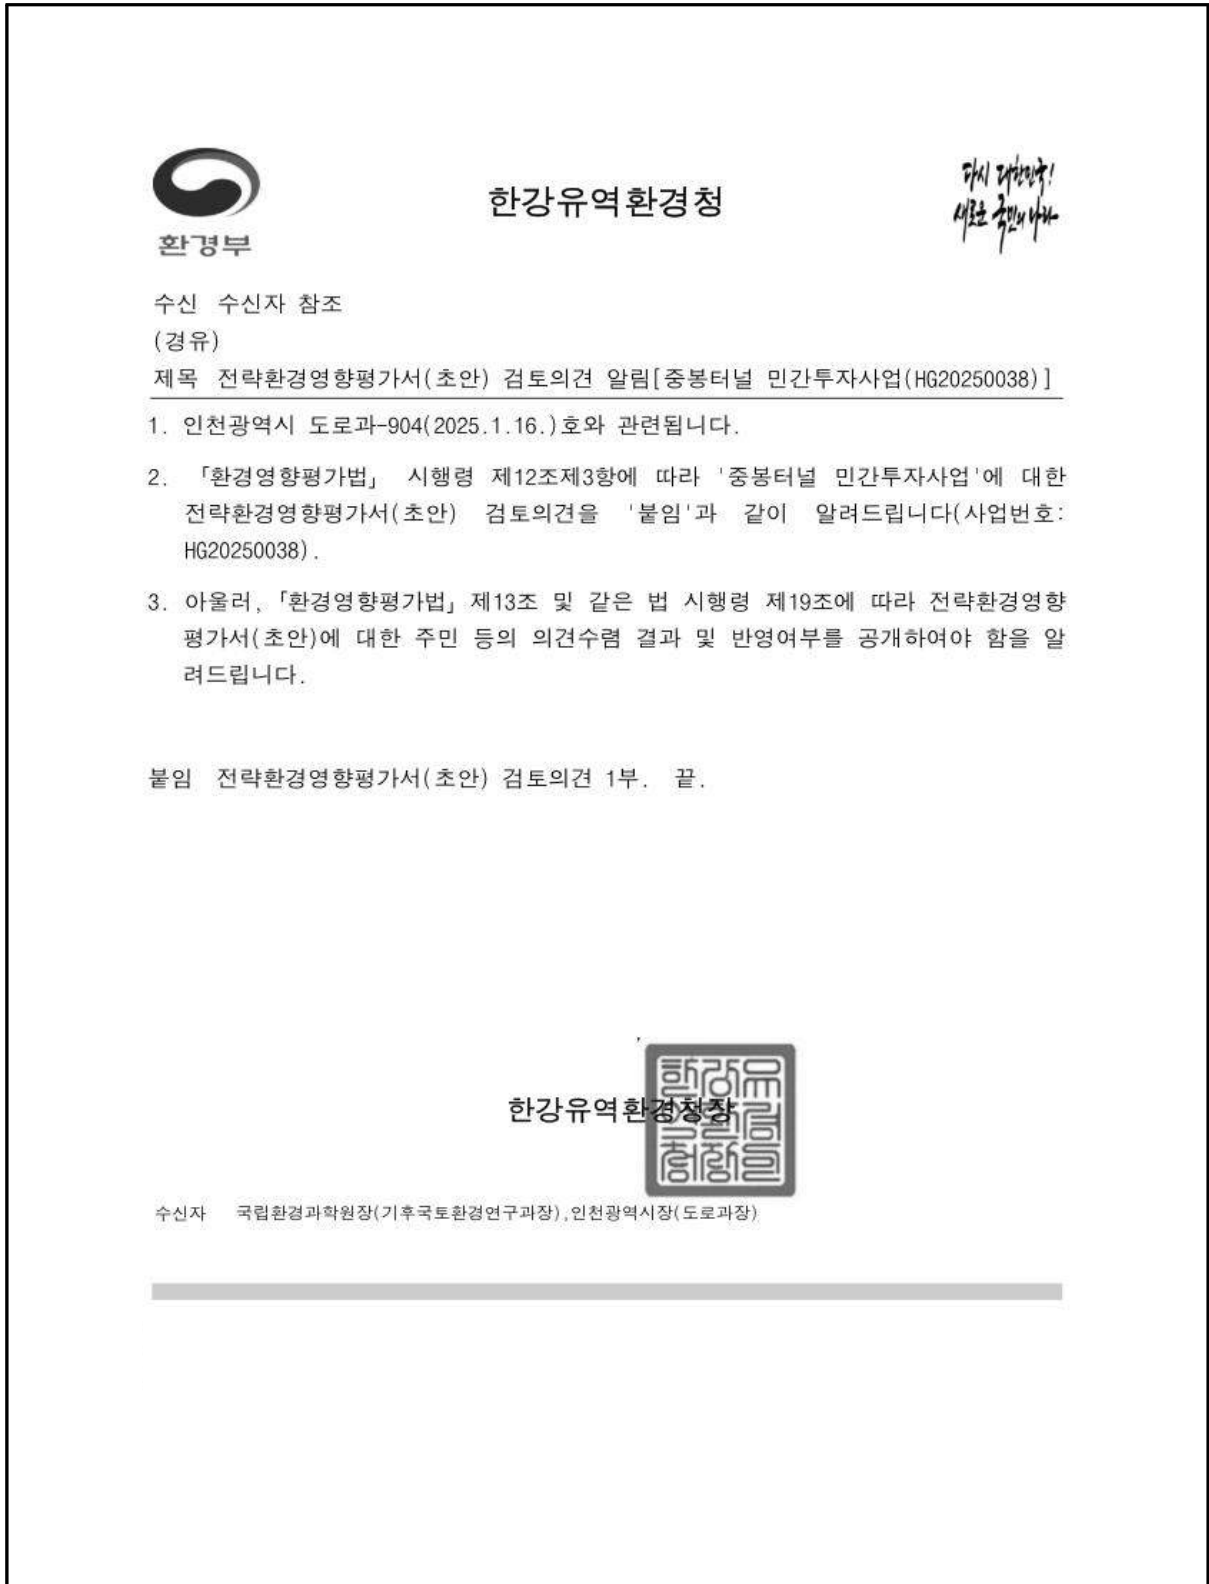 환경부
한강유역환경청
다시 대한민국!
새로운 국민의 나라
수신 수신자 참조
(경유)
제목 전략환경영향평가서(초안) 검토의견 알림[중봉터널 민간투자사업(HG20250038)]
1. 인천광역시 도로과-904(2025.1.16.)호와 관련됩니다.
2. 「환경영향평가법」 시행령 제12조제3항에 따라 '중봉터널 민간투자사업'에 대한
전략환경영향평가서(초안) 검토의견을 '붙임'과 같이 알려드립니다(사업번호:
HG20250038).
3. 아울러, 「환경영향평가법」 제13조 및 같은 법 시행령 제19조에 따라 전략환경영향
평가서(초안)에 대한 주민 등의 의견수렴 결과 및 반영여부를 공개하여야 함을 알
려드립니다.
붙임 전략환경영향평가서(초안) 검토의견 1부. 끝.
한강유역환경청장
수신자 국립환경과학원장(기후국토환경연구과장),인천광역시장(도로과장)